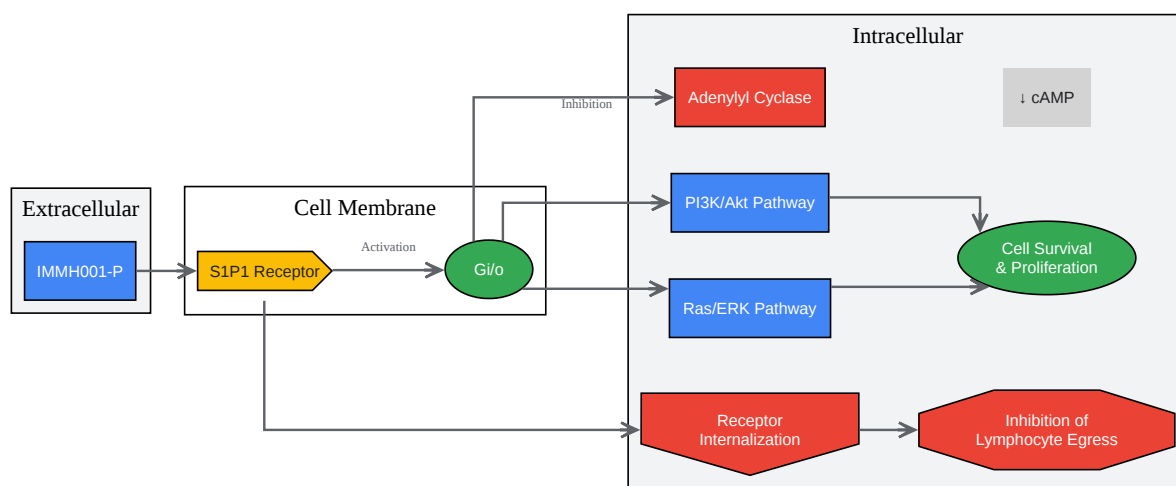 Intracellular
Adenylyl Cyclase
↓ cAMP
Inhibition
Extracellular
IMMH001-P
Cell Membrane
S1P1 Receptor
Activation
Gi/o
PI3K/Akt Pathway
Cell Survival
& Proliferation
Ras/ERK Pathway
Receptor
Internalization
Inhibition of
Lymphocyte Egress